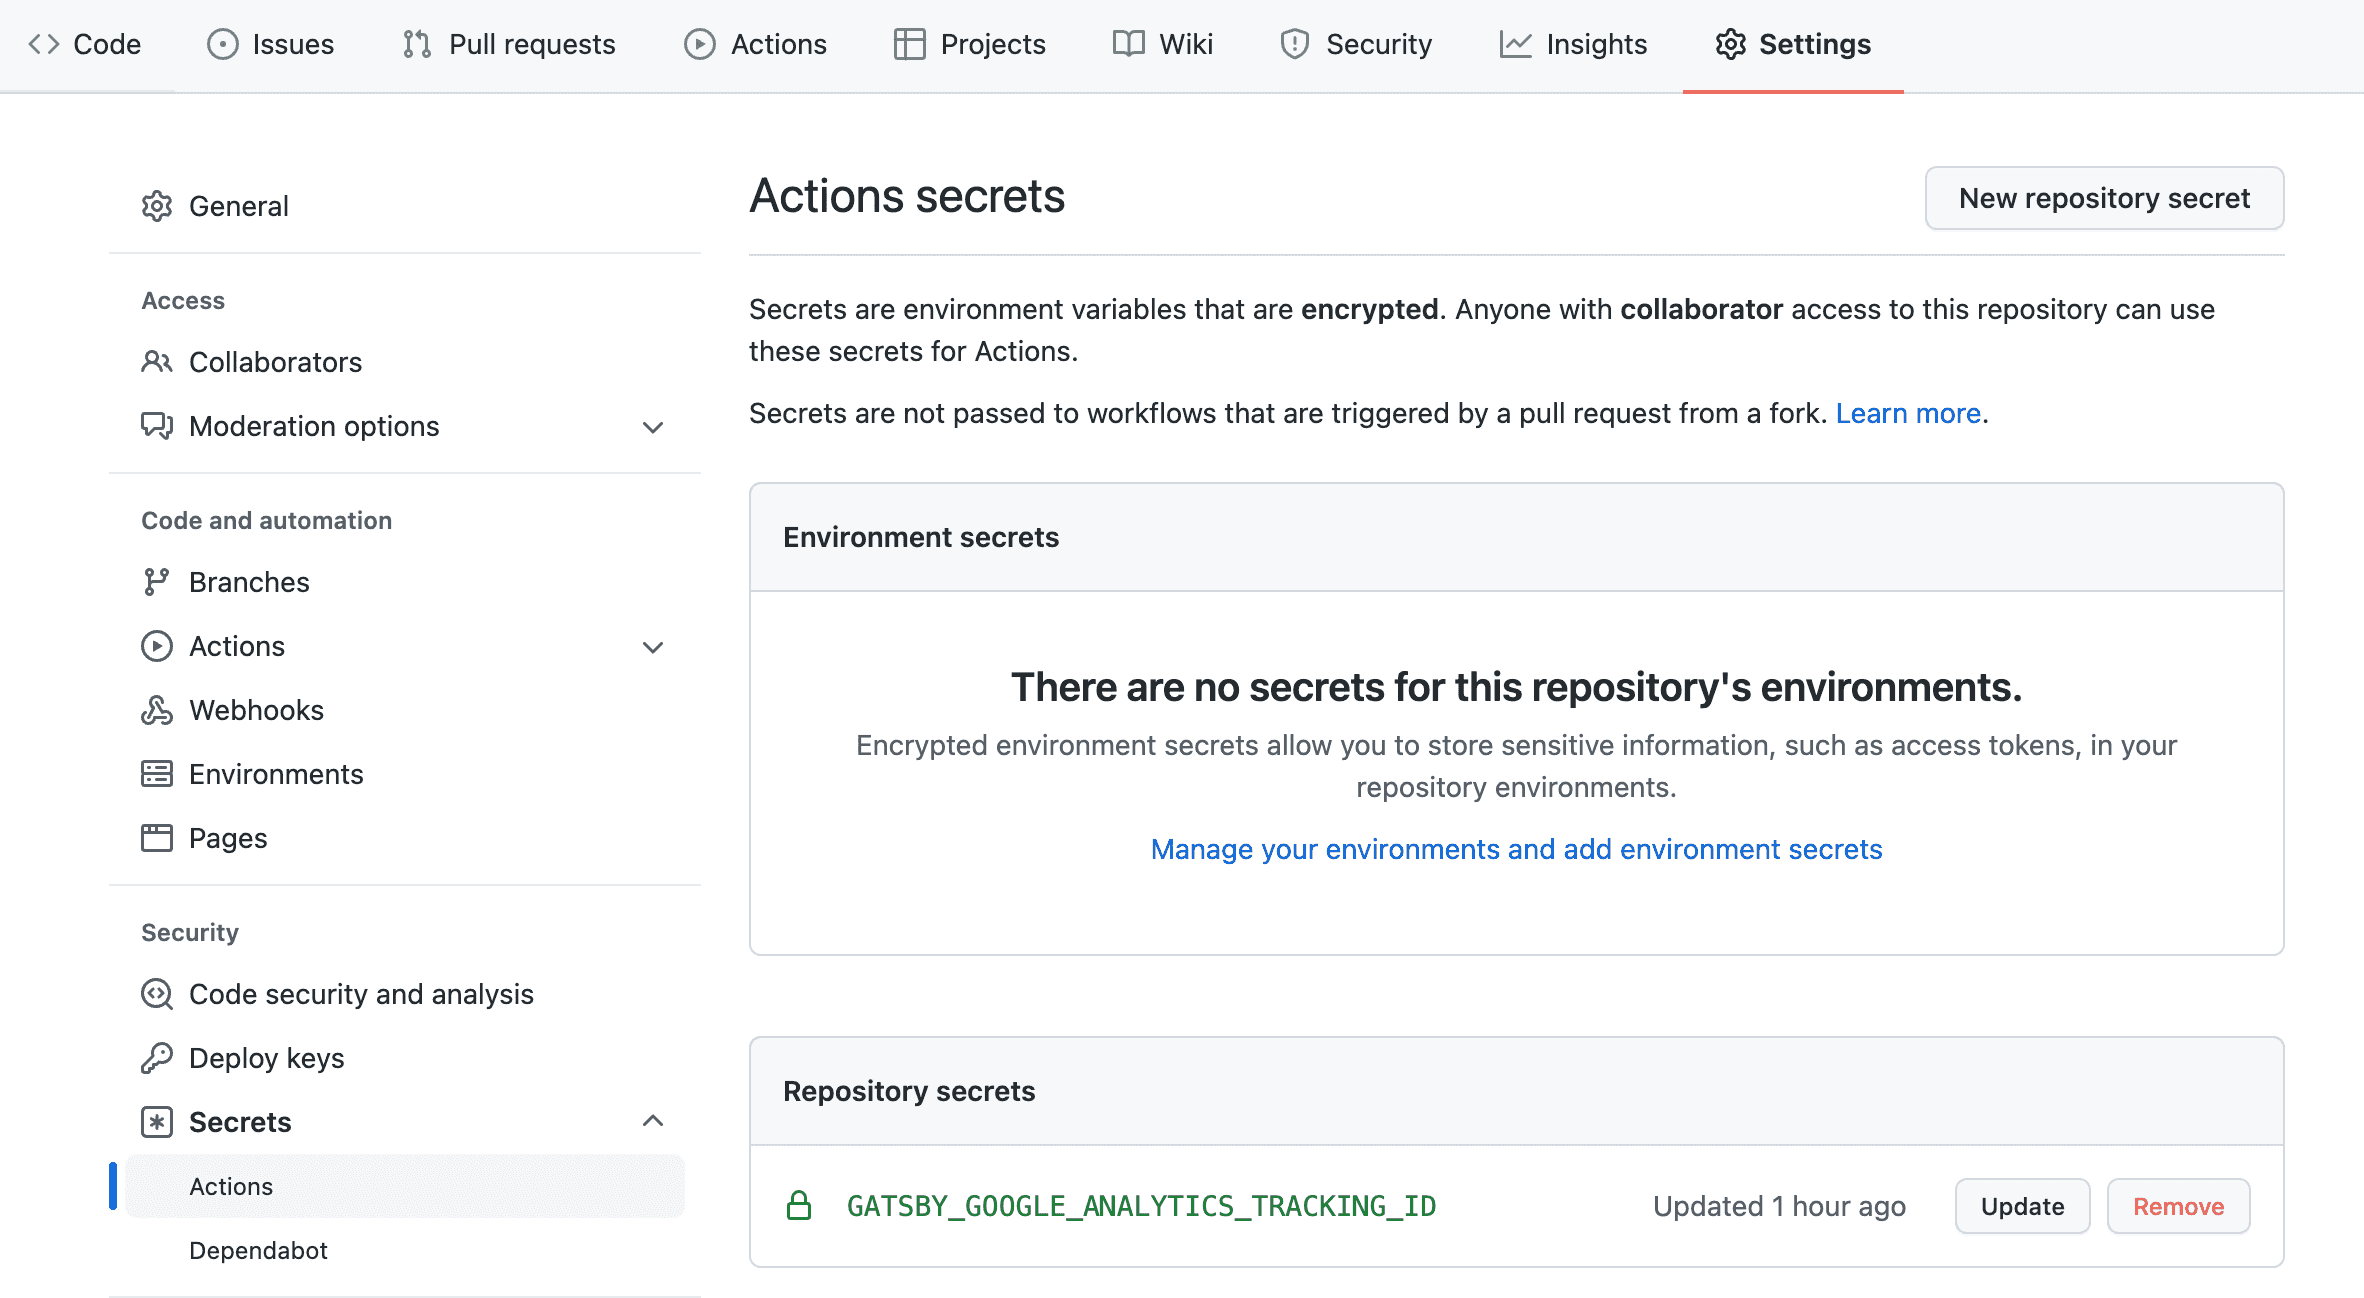 Code Issues Pull requests Actions Projects Wiki Security Insights Settings
General
Access
Collaborators
Moderation options
Code and automation
Branches
Actions
Webhooks
Environments
Pages
Security
Code security and analysis
Deploy keys
Secrets
Actions
Dependabot
Actions secrets
New repository secret
Secrets are environment variables that are encrypted. Anyone with collaborator access to this repository can use
these secrets for Actions.
Secrets are not passed to workflows that are triggered by a pull request from a fork. Learn more.
Environment secrets
There are no secrets for this repository's environments.
Encrypted environment secrets allow you to store sensitive information, such as access tokens, in your
repository environments.
Manage your environments and add environment secrets
Repository secrets
GATSBY_GOOGLE_ANALYTICS_TRACKING_ID Updated 1 hour ago Update Remove